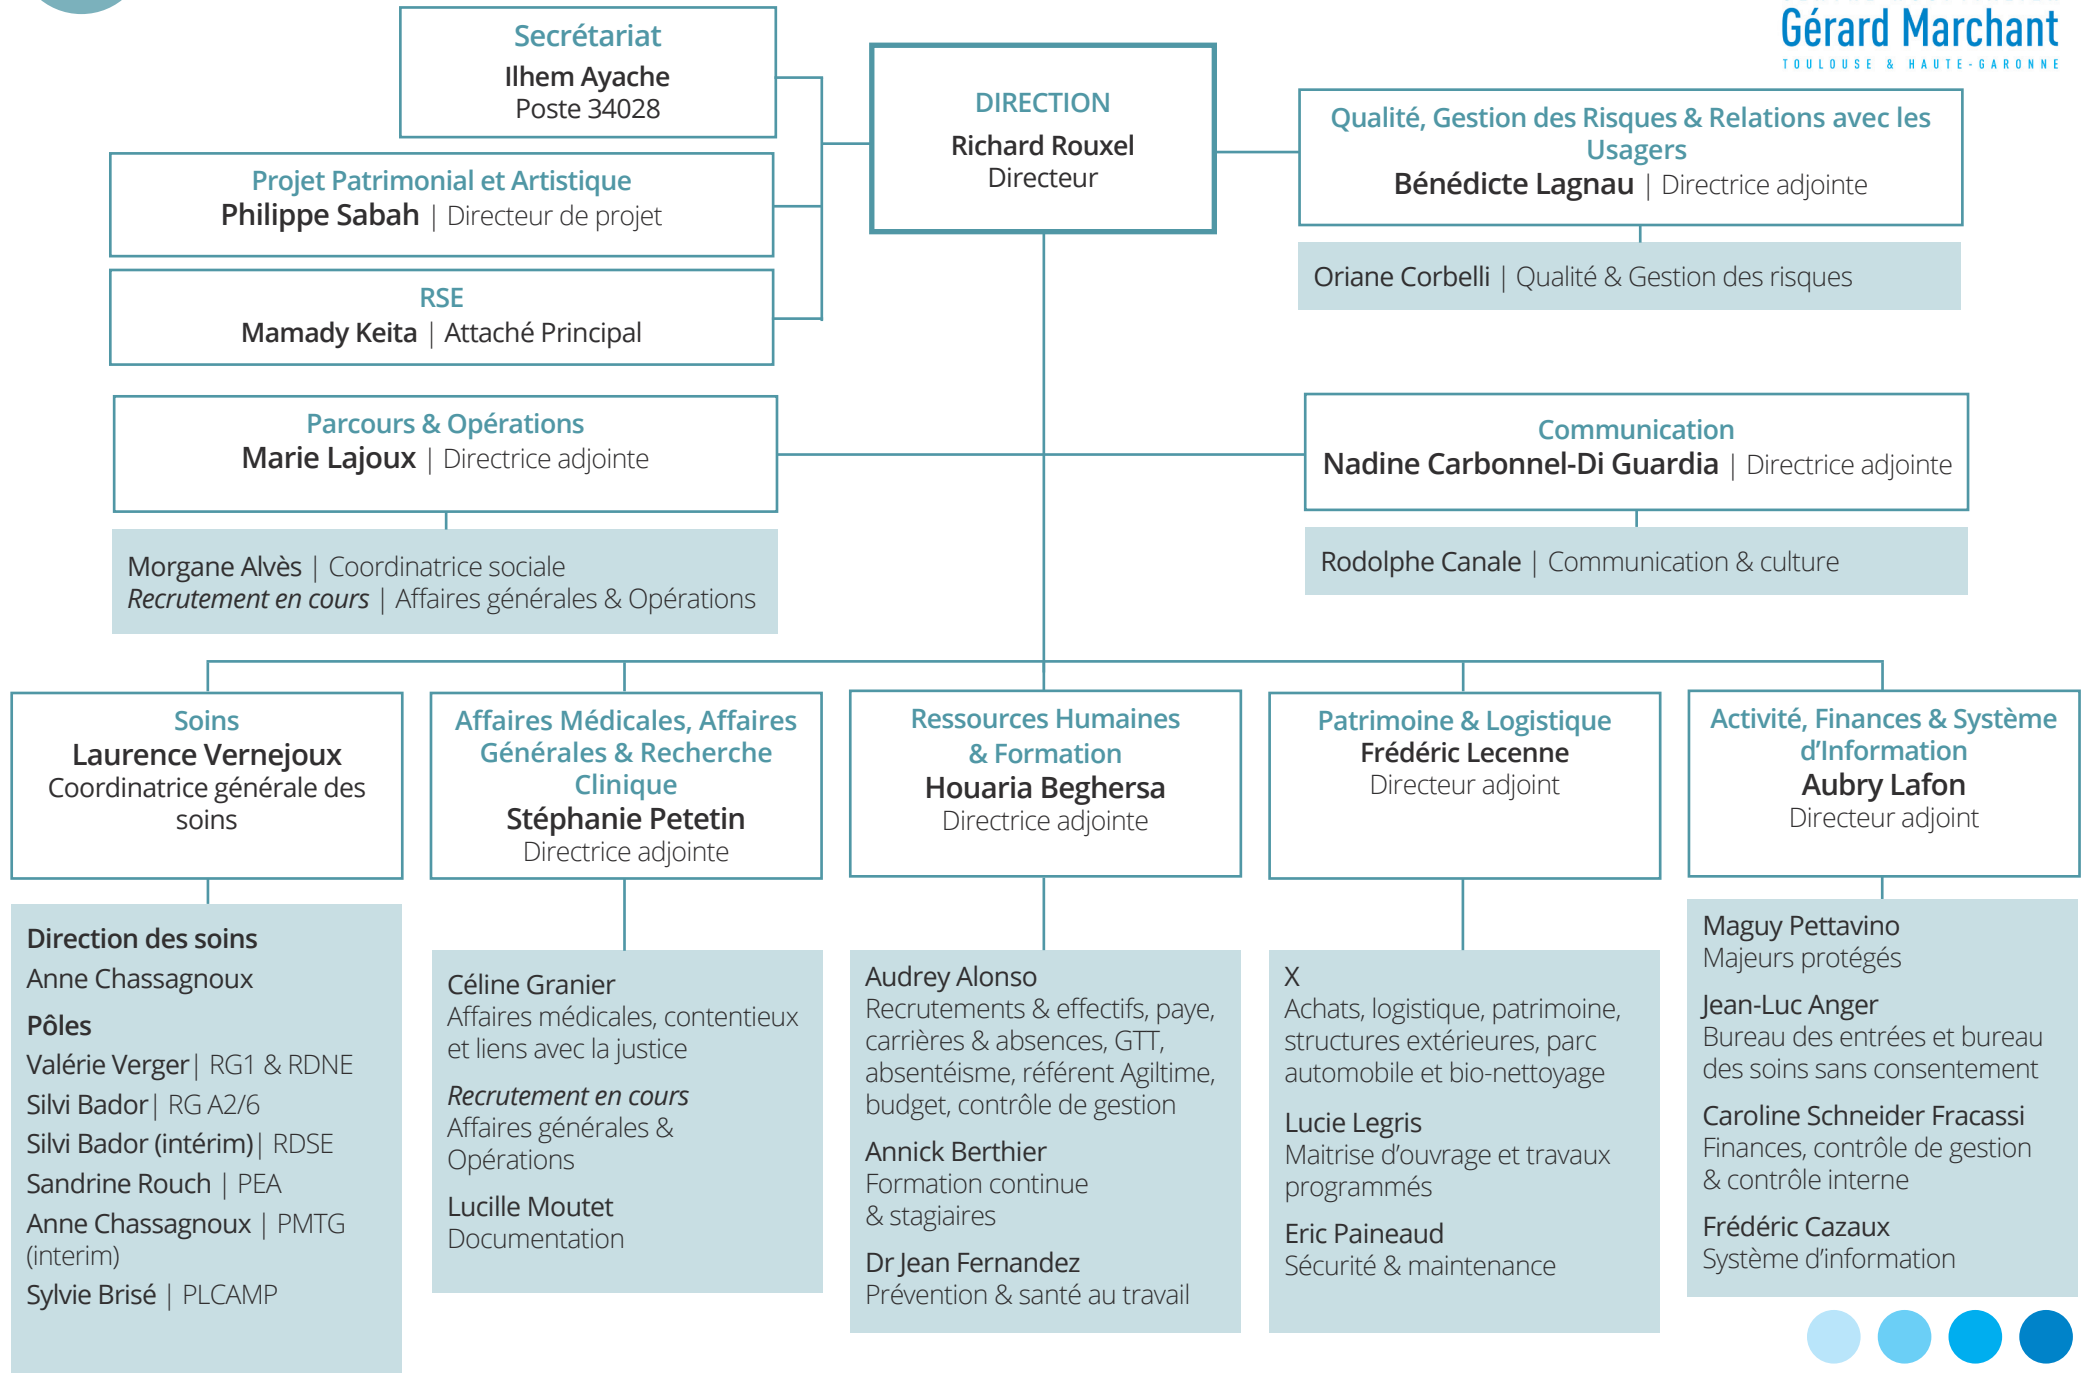 Gérard Marchant
TOULOUSE & HAUTE-GARONNE
Secrétariat
Ilhem Ayache
Poste 34028
DIRECTION
Richard Rouxel
Directeur
Qualité, Gestion des Risques & Relations avec les
Usagers
Bénédicte Lagnau | Directrice adjointe
Oriane Corbelli | Qualité & Gestion des risques
Projet Patrimonial et Artistique
Philippe Sabah | Directeur de projet
RSE
Mamady Keita | Attaché Principal
Parcours & Opérations
Marie Lajoux | Directrice adjointe
Morgane Alvès | Coordinatrice sociale
Recrutement en cours | Affaires générales & Opérations
Communication
Nadine Carbonnel-Di Guardia | Directrice adjointe
Rodolphe Canale | Communication & culture
Soins
Laurence Vernejoux
Coordinatrice générale des
soins
Direction des soins
Anne Chassagnoux
Pôles
Valérie Verger| RG1 & RDNE
Silvi Bador| RG A2/6
Silvi Bador (intérim)| RDSE
Sandrine Rouch | PEA
Anne Chassagnoux | PMTG
(interim)
Sylvie Brisé | PLCAMP
Affaires Médicales, Affaires
Générales & Recherche
Clinique
Stéphanie Petetin
Directrice adjointe
Céline Granier
Affaires médicales, contentieux
et liens avec la justice
Recrutement en cours
Affaires générales &
Opérations
Lucille Moutet
Documentation
Ressources Humaines
& Formation
Houaria Beghersa
Directrice adjointe
Audrey Alonso
Recrutements & effectifs, paye,
carrières & absences, GTT,
absentéisme, référent Agiltime,
budget, contrôle de gestion
Annick Berthier
Formation continue
& stagiaires
Dr Jean Fernandez
Prévention & santé au travail
Patrimoine & Logistique
Frédéric Lecenne
Directeur adjoint
X
Achats, logistique, patrimoine,
structures extérieures, parc
automobile et bio-nettoyage
Lucie Legris
Maitrise d'ouvrage et travaux
programmés
Eric Paineaud
Sécurité & maintenance
Activité, Finances & Système
d'Information
Aubry Lafon
Directeur adjoint
Maguy Pettavino
Majeurs protégés
Jean-Luc Anger
Bureau des entrées et bureau
des soins sans consentement
Caroline Schneider Fracassi
Finances, contrôle de gestion
& contrôle interne
Frédéric Cazaux
Système d'information